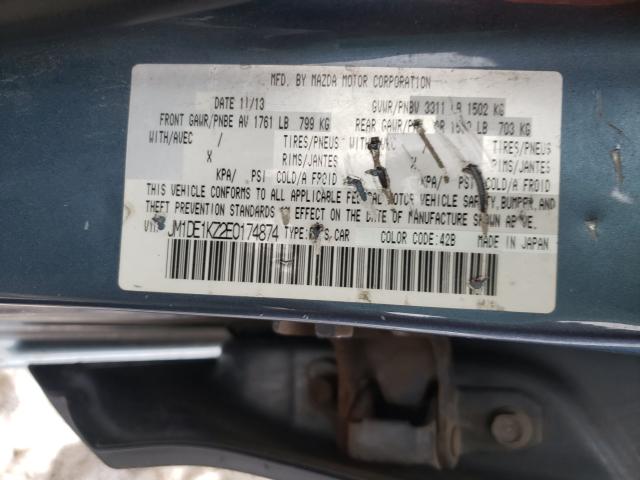 MFD. BY MAZDA MOTOR CORPORATION
DATE 11/13 GVWR/PNBV 3311 LB 1502 KG
FRONT GAWR/PNBE AV 1761 LB 799 KG REAR GAWR/ LB 703 KG
WITH/AVEC / TIRES/PNEUS WITH/AVEC / TIRES/PNEUS
X RIMS/JANTES X RIMS/JANTES
KPA/ PSI COLD/A FROID KPA/ PSI COLD/A FROID
THIS VEHICLE CONFORMS TO ALL APPLICABLE FEDERAL MOTOR VEHICLE SAFETY, BUMPER, AND
THEFT PREVENTION STANDARDS IN EFFECT ON THE DATE OF MANUFACTURE SHOWN ABOVE
JM1DE1KZ2E0174874 TYPE: CAR COLOR CODE: 42B MADE IN JAPAN